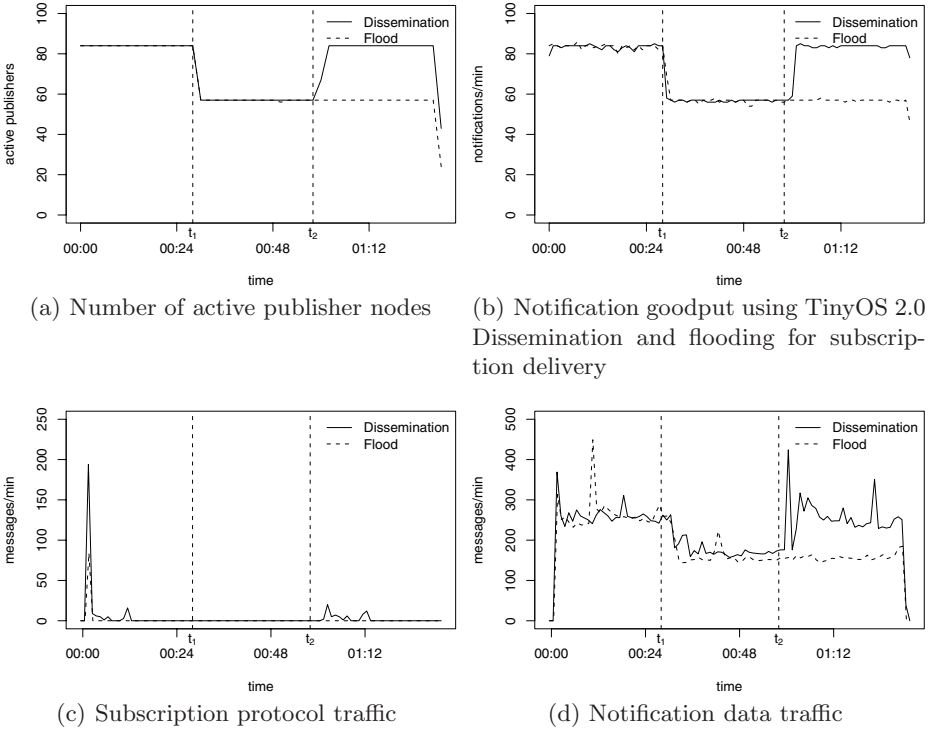 active publishers
0
20
40
60
80
100
Dissemination
Flood
t1
t2
00:00
00:24
00:48
01:12
time
(a) Number of active publisher nodes
notifications/min
0
20
40
60
80
100
Dissemination
Flood
t1
t2
00:00
00:24
00:48
01:12
time
(b) Notification goodput using TinyOS 2.0
Dissemination and flooding for subscrip-
tion delivery
messages/min
0
50
100
150
200
250
Dissemination
Flood
t1
t2
00:00
00:24
00:48
01:12
time
(c) Subscription protocol traffic
messages/min
0
100
200
300
400
500
Dissemination
Flood
t1
t2
00:00
00:24
00:48
01:12
time
(d) Notification data traffic